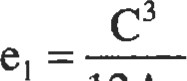 e₁ = C³